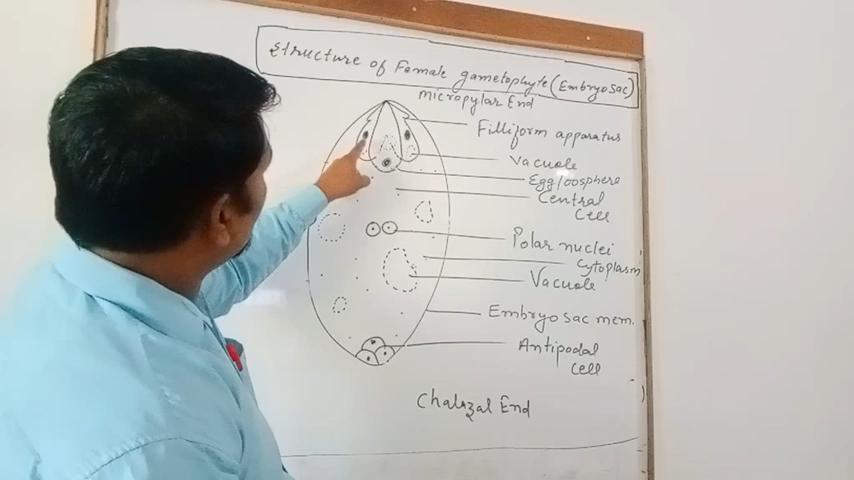 Structure of Female gametophyte (Embryo sac)
Micropylar End
Filliform apparatus
Vacuole
Egg/oosphere
Central
Cell
Polar nuclei
Cytoplasm
Vacuole
Embryo sac mem.
Antipodal
Cell
Chalazal End